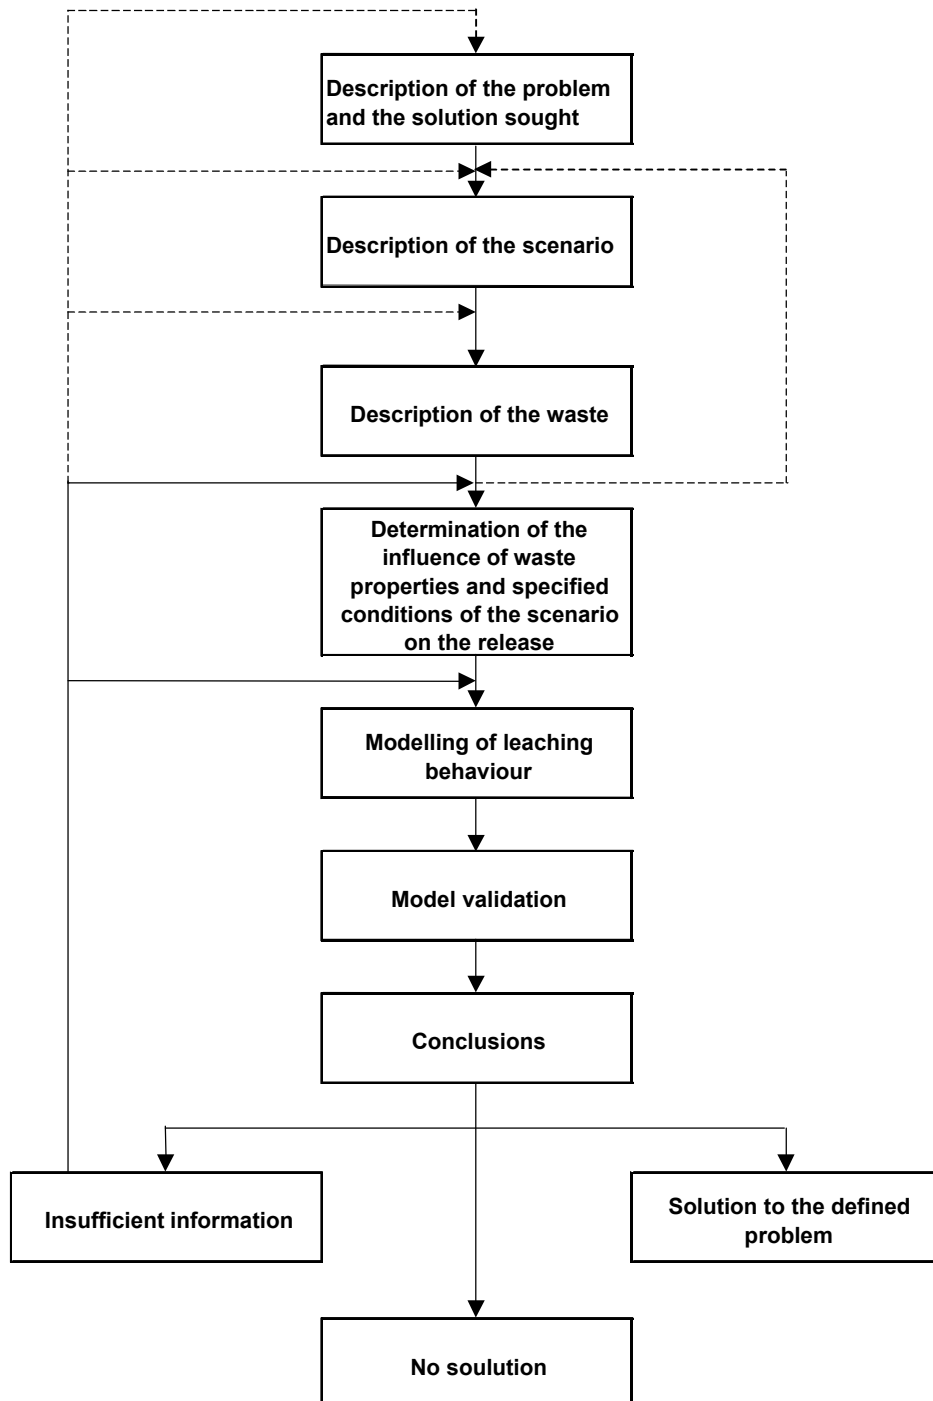 Description of the problem
and the solution sought
Description of the scenario
Description of the waste
Determination of the
influence of waste
properties and specified
conditions of the scenario
on the release
Modelling of leaching
behaviour
Model validation
Conclusions
Insufficient information
Solution to the defined
problem
No soulution